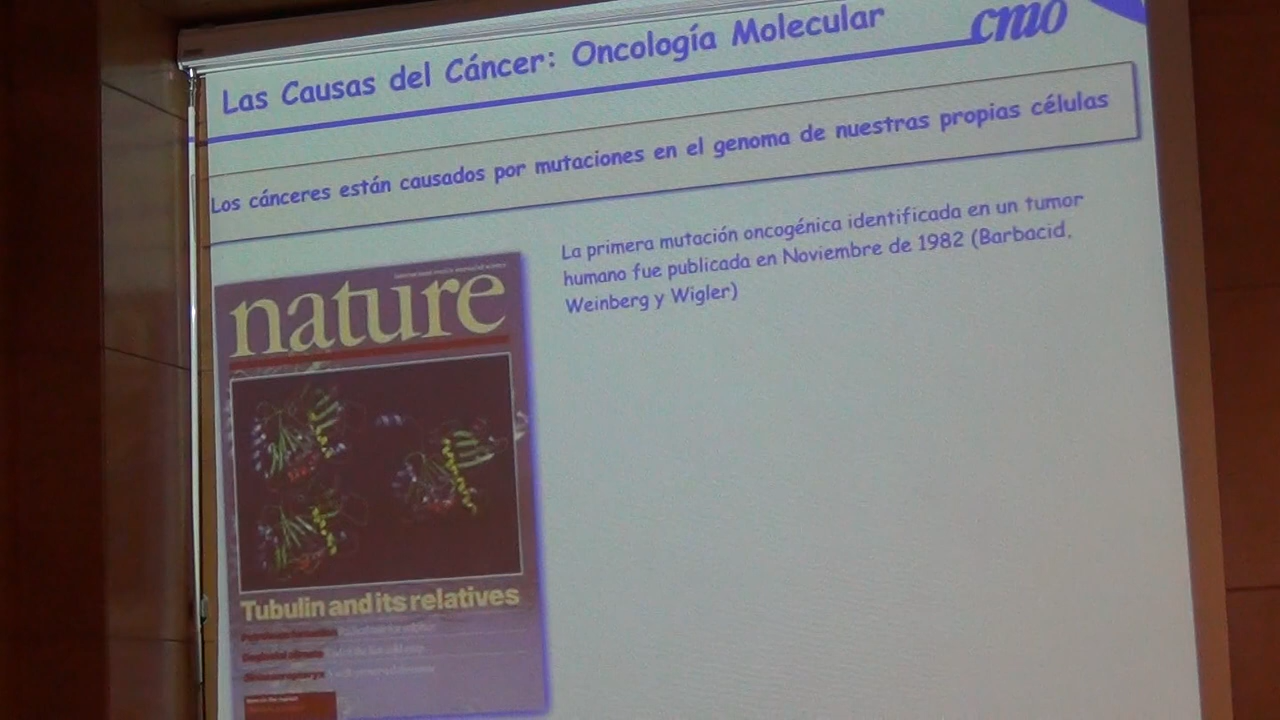 Las Causas del Cáncer: Oncología Molecular
Los cánceres están causados por mutaciones en el genoma de nuestras propias células
La primera mutación oncogénica identificada en un tumor
humano fue publicada en Noviembre de 1982 (Barbacid,
Weinberg y Wigler)
nature
Tubulin and its relatives